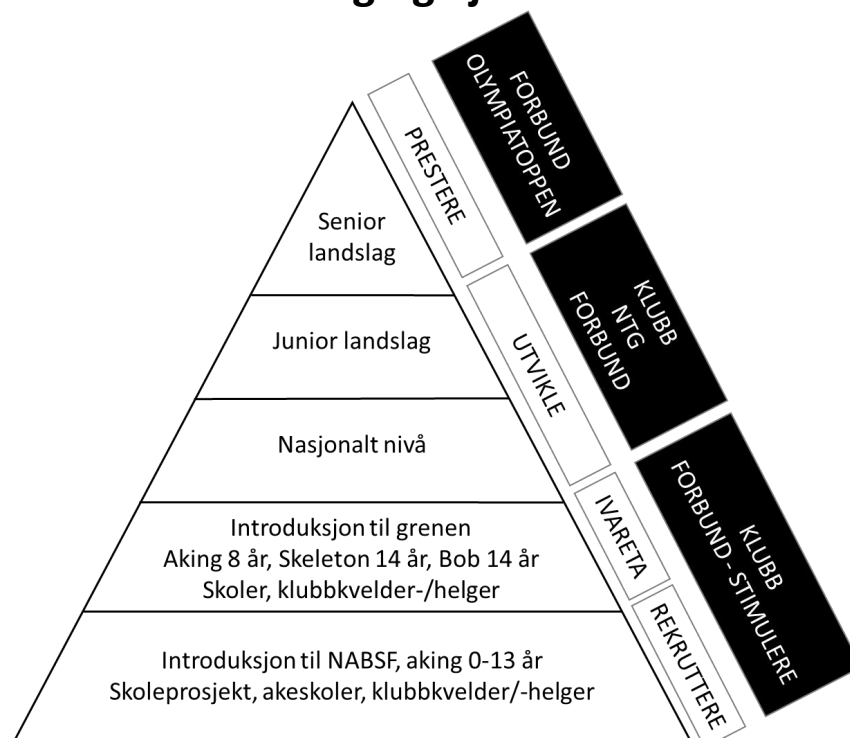 Senior
landslag
Junior landslag
Nasjonalt nivå
Introduksjon til grenen
Aking 8 år, Skeleton 14 år, Bob 14 år
Skoler, klubbkvelder-/helger
Introduksjon til NABSF, aking 0-13 år
Skoleprosjekt, akeskoler, klubbkvelder/-helger
PRESTERE
UTVIKLE
IVARETA
REKRUTTERE
FORBUND
OLYMPIATOPPEN
KLUBB
NTG
FORBUND
KLUBB
FORBUND - STIMULERE